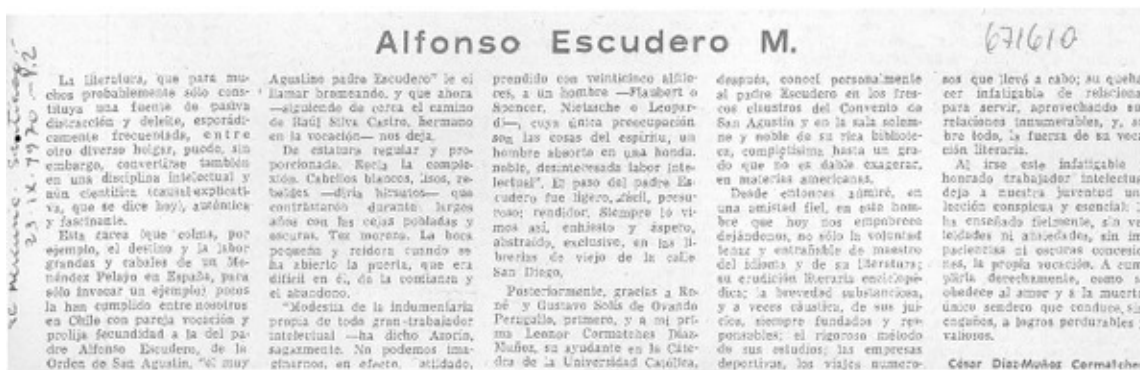 Alfonso Escudero M.
671610
23-IX-1970-P.2
La literatura, que para mu-
chos probablemente sólo cons-
tituya una fuente de pasiva
distracción y deleite, esporádi-
camente frecuentada, entre
otro diverso holgar, puede, sin
embargo, convertirse también
en una disciplina intelectual y
aún científica (causal-explicati-
va, que se dice hoy), auténtica
y fascinante.
Esta tarea (que colma, por
ejemplo, el destino y la labor
grandes y cabales de un Me-
néndez Pelayo en España, para
sólo invocar un ejemplo) pocos
la han cumplido entre nosotros
en Chile con pareja vocación y
prolija fecundidad a la del pa-
dre Alfonso Escudero, de la
Orden de San Agustín, "el muy
Agustino padre Escudero" le oí
llamar bromeando, y que ahora
—siguiendo de cerca el camino
de Raúl Silva Castro, hermano
en la vocación— nos deja.
De estatura regular y pro-
porcionada. Recia la comple-
xión. Cabellos blancos, lisos, re-
beldes —diría hirsutos— que
contrastaron durante largos
años con las cejas pobladas y
oscuras. Tez morena. La boca
pequeña y reidora cuando se
ha abierto la puerta, que era
difícil en él, de la confianza y
el abandono.
"Modestia de la indumentaria
propia de todo gran trabajador
intelectual —ha dicho Azorín,
sagazmente. No podemos ima-
ginarnos, en efecto, atildado,
prendido con veinticinco alfile-
res, a un hombre —Flaubert o
Spencer, Nietzsche o Leopar-
di—, cuya única preocupación
son las cosas del espíritu, un
hombre absorto en una honda,
noble, desinteresada labor inte-
lectual". El paso del padre Es-
cudero fue ligero, fácil, presu-
roso; rendidor. Siempre lo vi-
mos así, enhiesto y áspero,
abstraído, exclusivo, en las li-
brerías de viejo de la calle
San Diego.
Posteriormente, gracias a Re-
né y Gustavo Solís de Ovando
Peragallo, primero, y a mi pri-
ma Leonor Cormatches Díaz-
Muñoz, su ayudante en la Cáte-
dra de la Universidad Católica,
después, conocí personalmente
al padre Escudero en los fres-
cos claustros del Convento de
San Agustín y en la sala solem-
ne y noble de su rica bibliote-
ca, completísima hasta un gra-
do que no es dable exagerar,
en materias americanas.
Desde entonces admiré, en
una amistad fiel, en este hom-
bre que hoy nos empobrece
dejándonos, no sólo la voluntad
tenaz y entrañable de maestro
del idioma y de su literatura;
su erudición literaria enciclopé-
dica; la brevedad substanciosa,
y a veces cáustica, de sus jui-
cios, siempre fundados y res-
ponsables; el rigoroso método
de sus estudios; las empresas
deportivas, los viajes numero-
sos que llevó a cabo; su queha-
cer infatigable de relaciona
para servir, aprovechando su
relaciones innumerables, y, so
bre todo, la fuerza de su voca
ción literaria.
Al irse este infatigable
honrado trabajador intelectua
deja a nuestra juventud un
lección conspicua y esencial:
ha enseñado fielmente, sin ve
leidades ni ansiedades, sin im
paciencias ni oscuras concesio
nes, la propia vocación. A cum
plirla derechamente, como s
obedece al amor y a la muerte
único sendero que conduce, si
engaños, a logros perdurables
valiosos.
César Díaz-Muñoz Cormatche